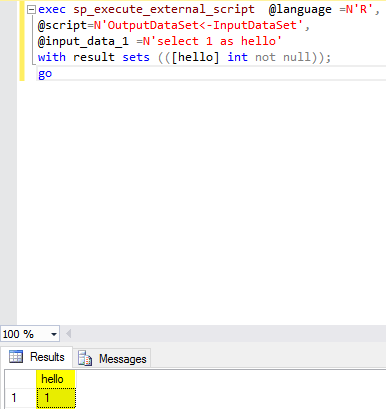 exec sp_execute_external_script  @language =N'R',
@script=N'OutputDataSet<-InputDataSet',
@input_data_1 =N'select 1 as hello'
with result sets (([hello] int not null));
go
100 %
Results Messages
hello
1 1